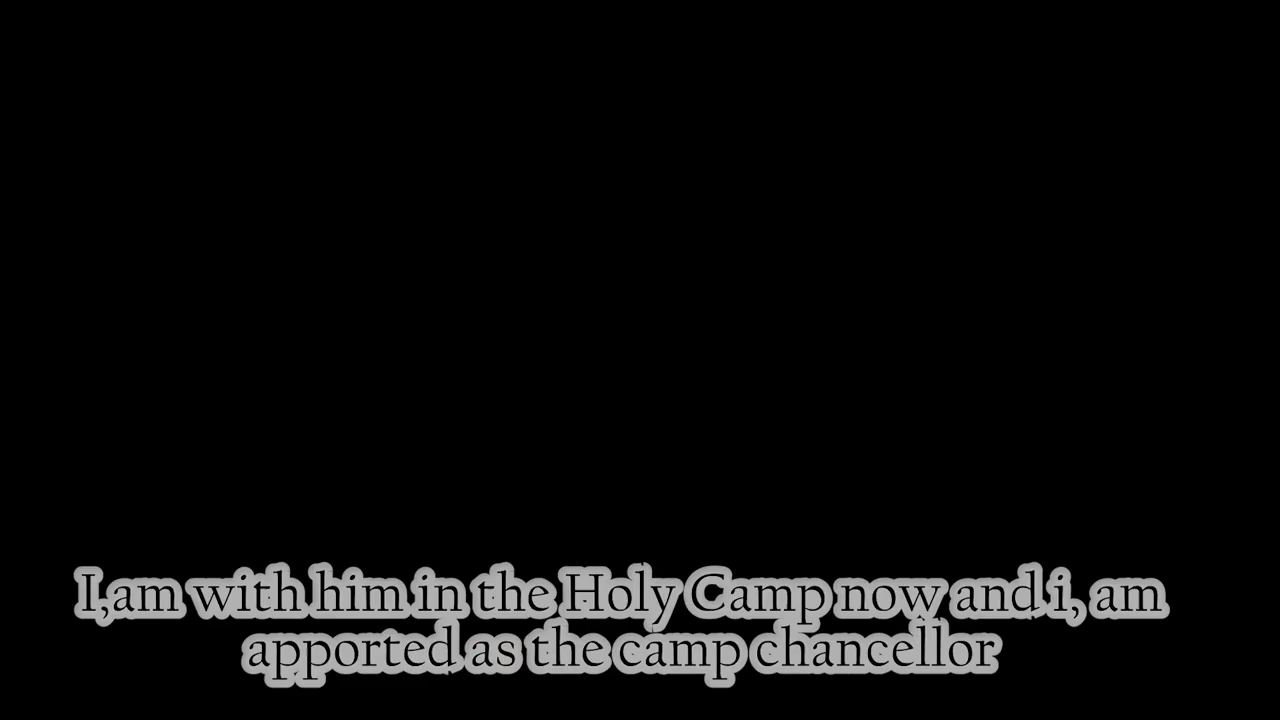 I,am with him in the Holy Camp now and i, am
apported as the camp chancellor